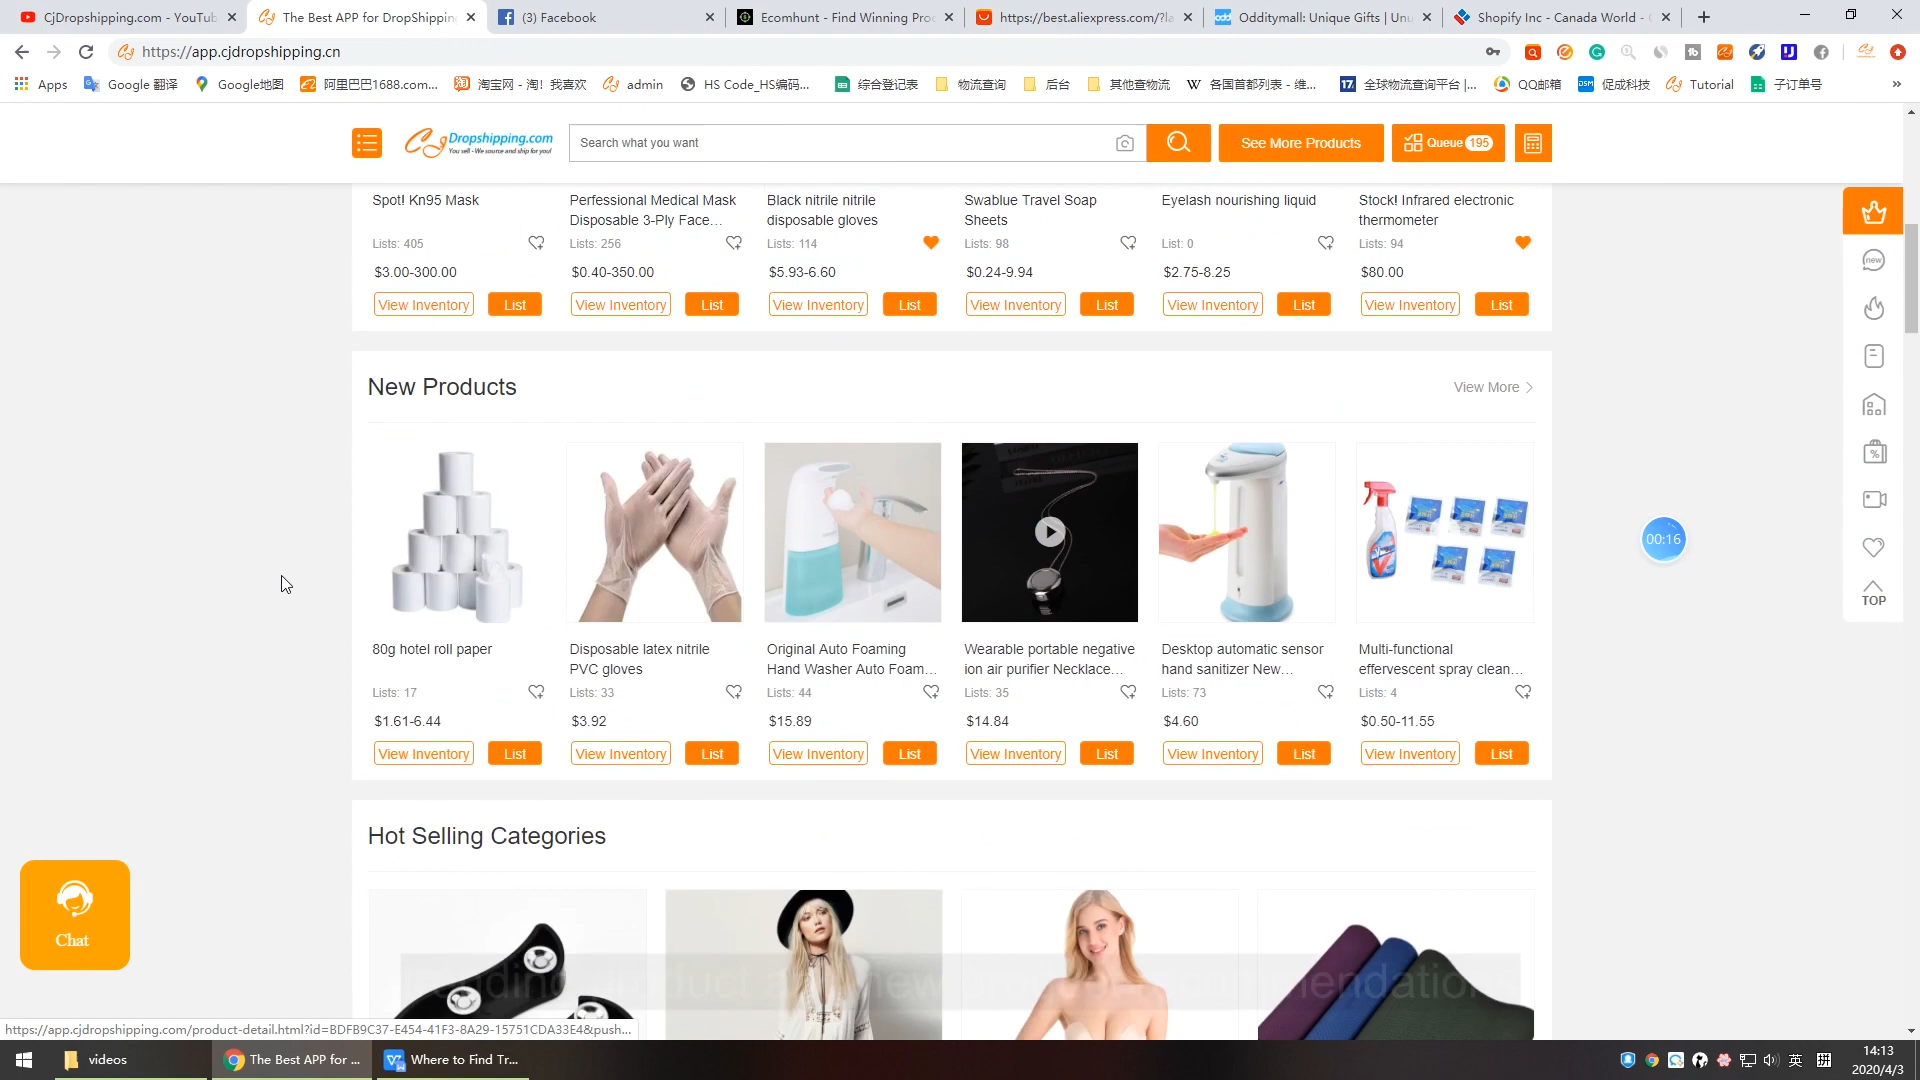 CjDropshipping.com - YouTub
The Best APP for DropShippin
(3) Facebook
Ecomhunt - Find Winning Pro
https://best.aliexpress.com/?l
Odditymall: Unique Gifts | Un
Shopify Inc - Canada World -
https://app.cjdropshipping.cn
Apps
Google 翻译
Google地图
阿里巴巴1688.com...
淘宝网 - 淘！我喜欢
admin
HS Code_HS编码...
综合登记表
物流查询
后台
其他查物流
各国首都列表 - 维...
全球物流查询平台 |...
QQ邮箱
促成科技
Tutorial
子订单号
»
Dropshipping.com
You sell - We source and ship for you!
Search what you want
See More Products
Queue 195
Spot! Kn95 Mask
Lists: 405
$3.00-300.00
View Inventory List
Perfessional Medical Mask
Disposable 3-Ply Face...
Lists: 256
$0.40-350.00
View Inventory List
Black nitrile nitrile
disposable gloves
Lists: 114
$5.93-6.60
View Inventory List
Swablue Travel Soap
Sheets
Lists: 98
$0.24-9.94
View Inventory List
Eyelash nourishing liquid
List: 0
$2.75-8.25
View Inventory List
Stock! Infrared electronic
thermometer
Lists: 94
$80.00
View Inventory List
new
New Products
View More >
80g hotel roll paper
Lists: 17
$1.61-6.44
View Inventory List
Disposable latex nitrile
PVC gloves
Lists: 33
$3.92
View Inventory List
Original Auto Foaming
Hand Washer Auto Foam...
Lists: 44
$15.89
View Inventory List
Wearable portable negative
ion air purifier Necklace...
Lists: 35
$14.84
View Inventory List
Desktop automatic sensor
hand sanitizer New...
Lists: 73
$4.60
View Inventory List
Multi-functional
effervescent spray clean...
Lists: 4
$0.50-11.55
View Inventory List
00:16
TOP
Hot Selling Categories
Chat
https://app.cjdropshipping.com/product-detail.html?id=BDFB9C37-E454-41F3-8A29-15751CDA33E4&push...
videos
The Best APP for ...
Where to Find Tr...
英
14:13
2020/4/3